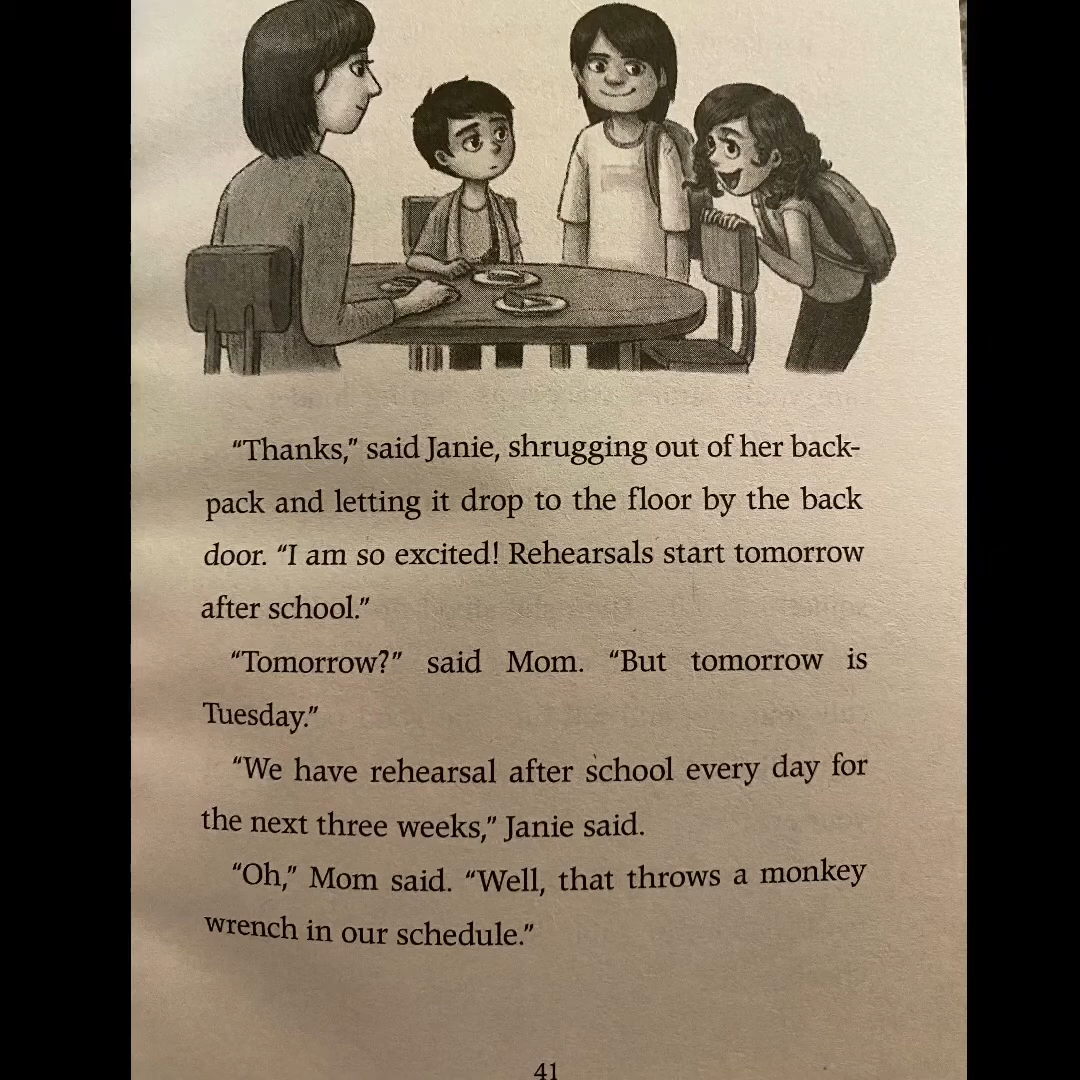 “Thanks,” said Janie, shrugging out of her back-
pack and letting it drop to the floor by the back
door. “I am so excited! Rehearsals start tomorrow
after school.”
“Tomorrow?” said Mom. “But tomorrow is
Tuesday.”
“We have rehearsal after school every day for
the next three weeks,” Janie said.
“Oh,” Mom said. “Well, that throws a monkey
wrench in our schedule.”
41